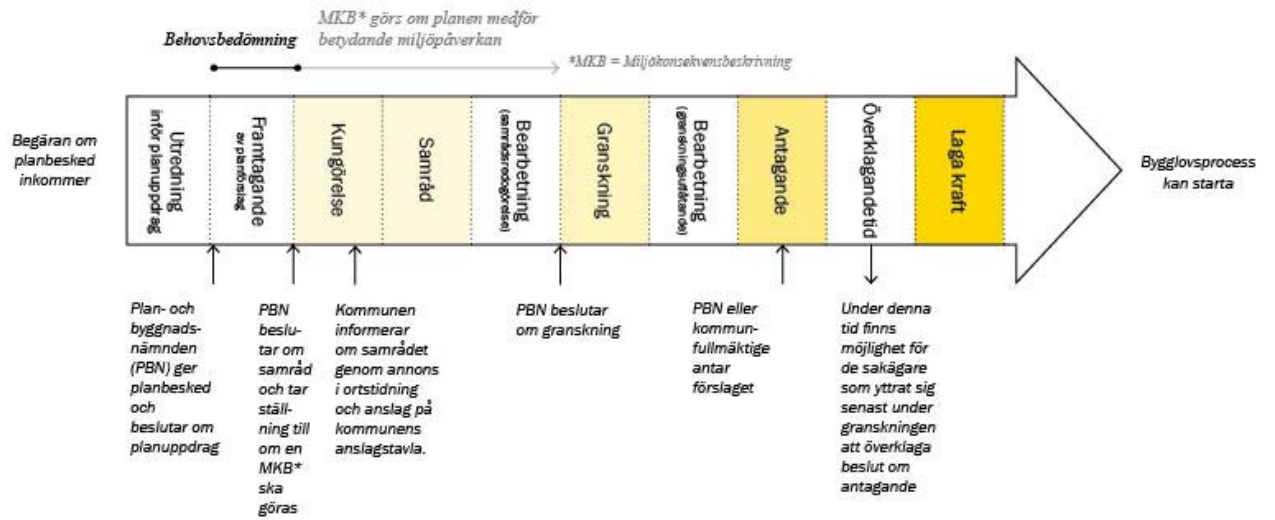 MKB* görs om planen medför
betydande miljöpåverkan
Behovsbedömning
*MKB = Miljökonsekvensbeskrivning
Begäran om
planbesked
inkommer
Utredning
inför planuppdrag
Framtagande
av planförslag
Kungörelse
Samråd
Bearbetning
(samrådsredogörelse)
Granskning
Bearbetning
(granskningsutlåtande)
Antagande
Överklagandetid
Laga kraft
Bygglovsprocess
kan starta
Plan- och
byggnads-
nämnden
(PBN) ger
planbesked
och
beslutar om
planuppdrag
PBN
beslu-
tar om
samråd
och tar
ställ-
ning till
om en
MKB*
ska
göras
Kommunen
informerar
om samrådet
genom annons
i ortstidning
och anslag på
kommunens
anslagstavla.
PBN beslutar
om granskning
PBN eller
kommun-
fullmäktige
antar
förslaget
Under denna
tid finns
möjlighet för
de sakägare
som yttrat sig
senast under
granskningen
att överklaga
beslut om
antagande